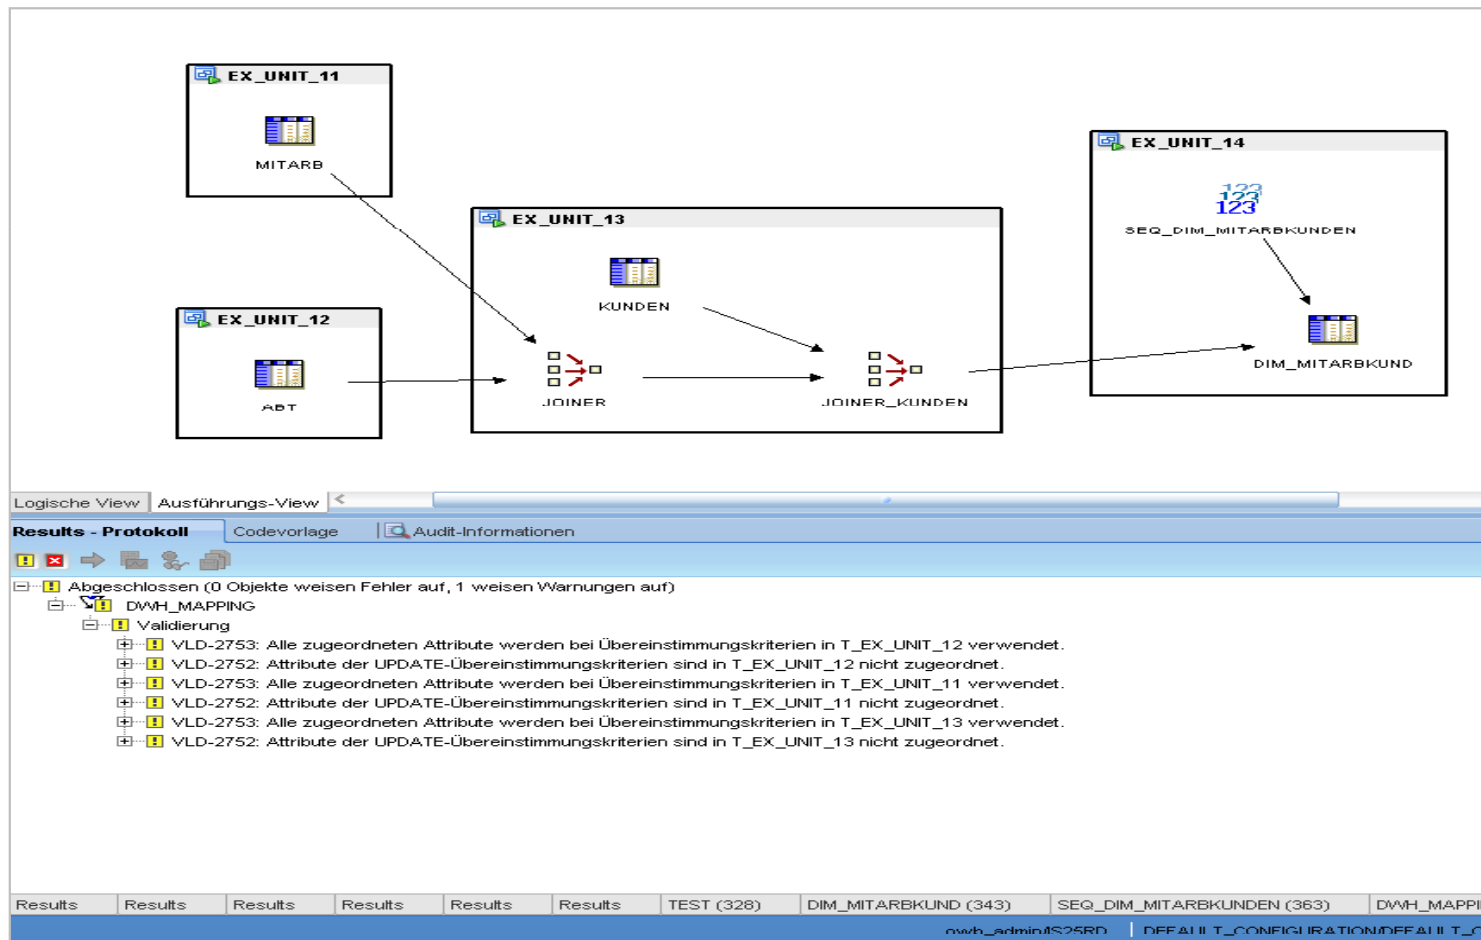 EX_UNIT_11
MITARB
EX_UNIT_12
ABT
EX_UNIT_13
KUNDEN
JOINER
JOINER_KUNDEN
EX_UNIT_14
SEQ_DIM_MITARBKUNDEN
DIM_MITARBKUND
Logische View Ausführungs-View
Results - Protokoll Codevorlage Audit-Informationen
Abgeschlossen (0 Objekte weisen Fehler auf, 1 weisen Warnungen auf)
DWH_MAPPING
Validierung
VLD-2753: Alle zugeordneten Attribute werden bei Übereinstimmungskriterien in T_EX_UNIT_12 verwendet.
VLD-2752: Attribute der UPDATE-Übereinstimmungskriterien sind in T_EX_UNIT_12 nicht zugeordnet.
VLD-2753: Alle zugeordneten Attribute werden bei Übereinstimmungskriterien in T_EX_UNIT_11 verwendet.
VLD-2752: Attribute der UPDATE-Übereinstimmungskriterien sind in T_EX_UNIT_11 nicht zugeordnet.
VLD-2753: Alle zugeordneten Attribute werden bei Übereinstimmungskriterien in T_EX_UNIT_13 verwendet.
VLD-2752: Attribute der UPDATE-Übereinstimmungskriterien sind in T_EX_UNIT_13 nicht zugeordnet.
Results Results Results Results Results Results TEST (328) DIM_MITARBKUND (343) SEQ_DIM_MITARBKUNDEN (363) DWH_MAPPI
owb_admin/IS25RD DEFAULT_CONFIGURATION/DEFAULT_C